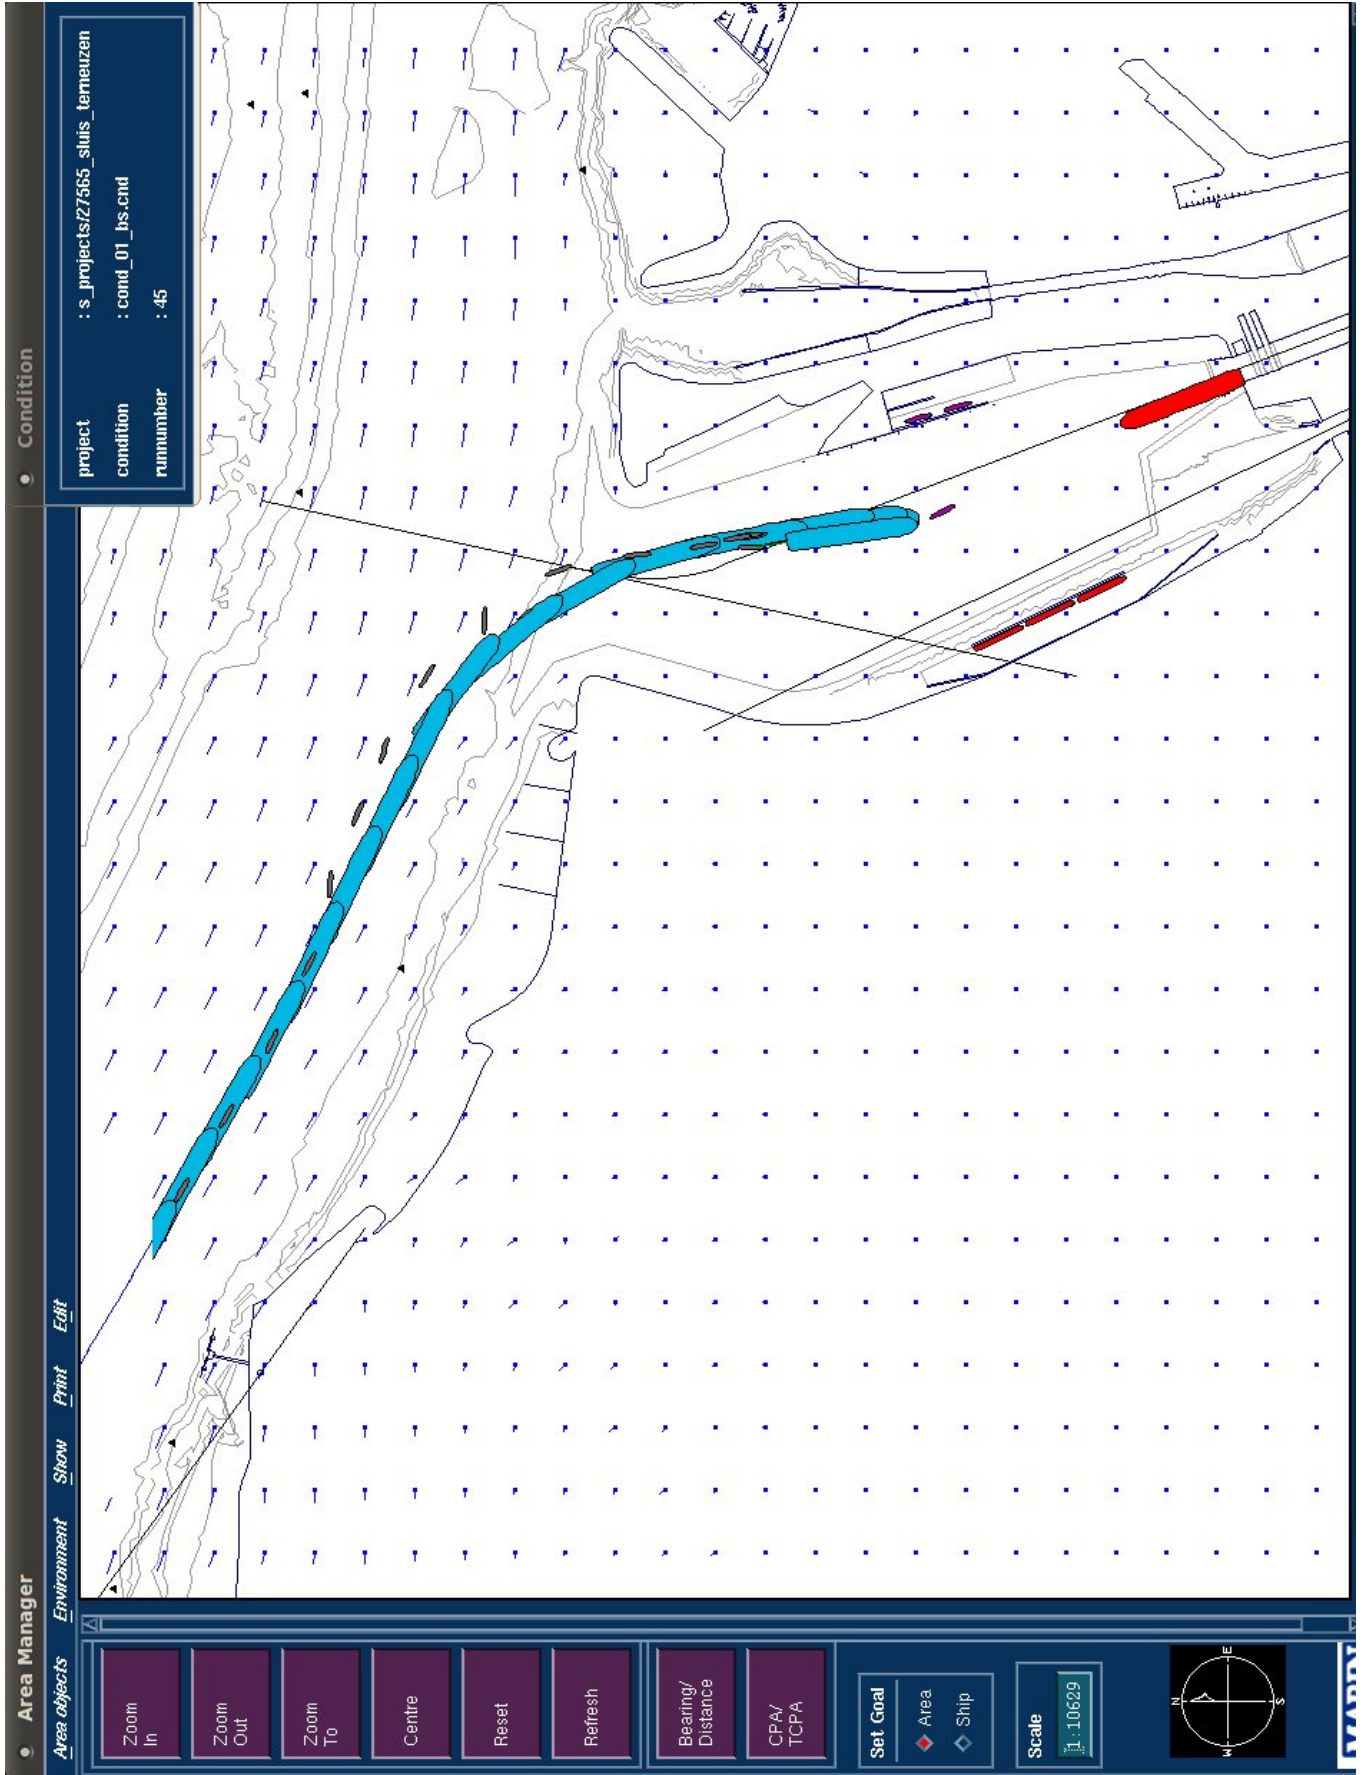 Area Manager
Condition
Area objects Environment Show Print Edit
project : s_projects/27565_sluis_terneuzen
condition : cond_01_bs.cnd
runnumber : 45
Zoom
In
Zoom
Out
Zoom
To
Centre
Reset
Refresh
Bearing/
Distance
CPA/
TCPA
Set Goal
Area
Ship
Scale
1:10629
N
W E
S